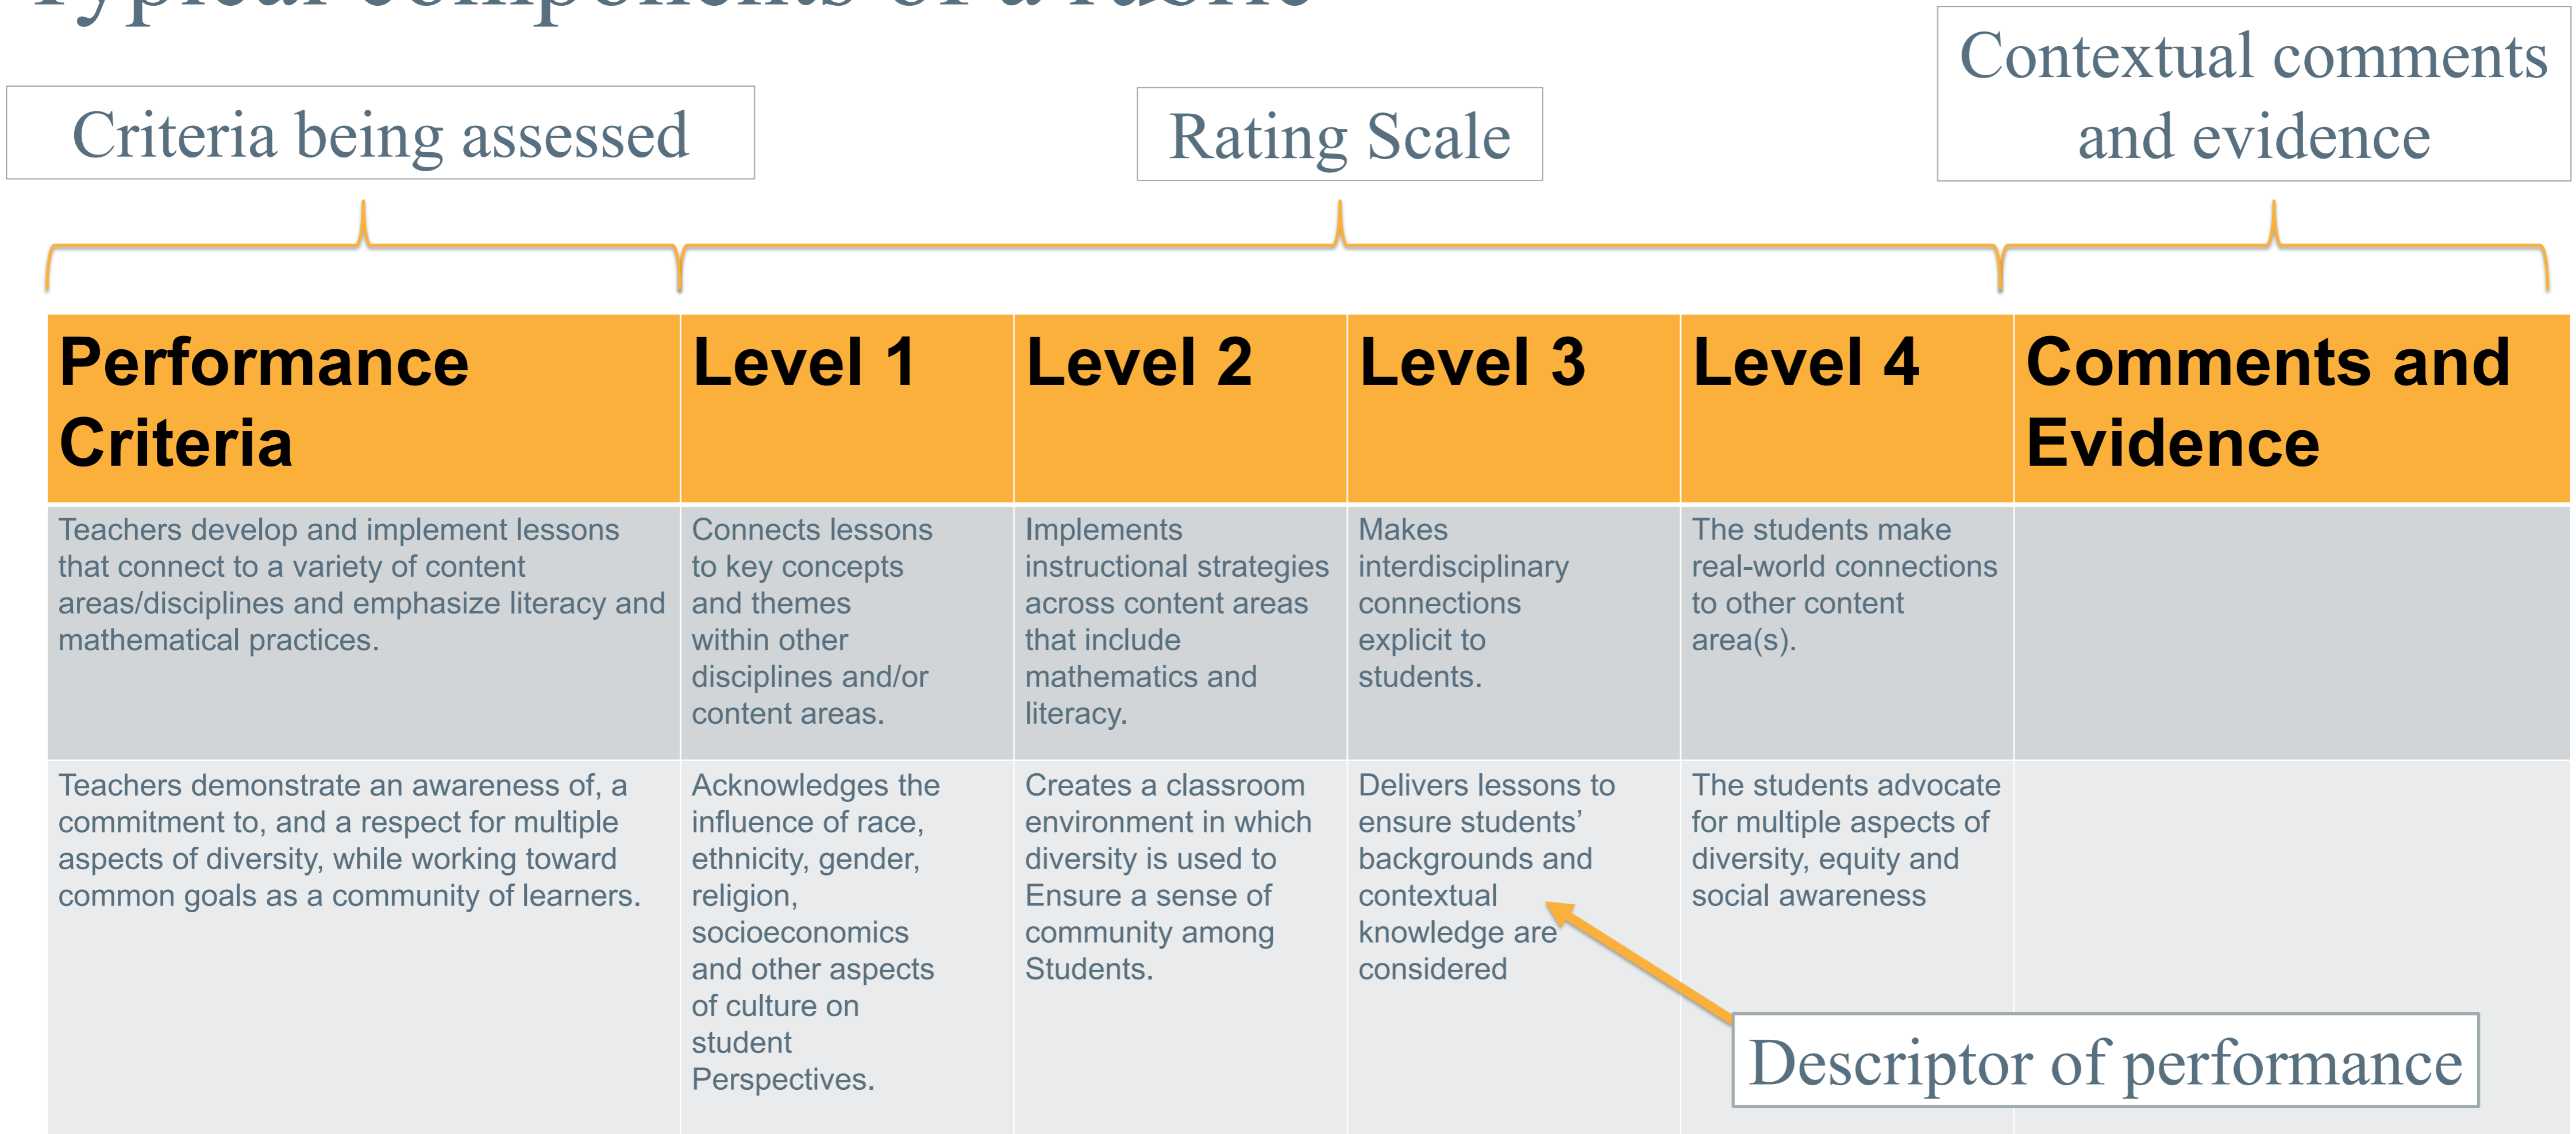 Typical components of a rubric
Criteria being assessed
Rating Scale
Contextual comments
and evidence
Performance
Criteria
Level 1
Level 2
Level 3
Level 4
Comments and
Evidence
Teachers develop and implement lessons
that connect to a variety of content
areas/disciplines and emphasize literacy and
mathematical practices.
Connects lessons
to key concepts
and themes
within other
disciplines and/or
content areas.
Implements
instructional strategies
across content areas
that include
mathematics and
literacy.
Makes
interdisciplinary
connections
explicit to
students.
The students make
real-world connections
to other content
area(s).
Teachers demonstrate an awareness of, a
commitment to, and a respect for multiple
aspects of diversity, while working toward
common goals as a community of learners.
Acknowledges the
influence of race,
ethnicity, gender,
religion,
socioeconomics
and other aspects
of culture on
student
Perspectives.
Creates a classroom
environment in which
diversity is used to
Ensure a sense of
community among
Students.
Delivers lessons to
ensure students’
backgrounds and
contextual
knowledge are
considered
The students advocate
for multiple aspects of
diversity, equity and
social awareness
Descriptor of performance